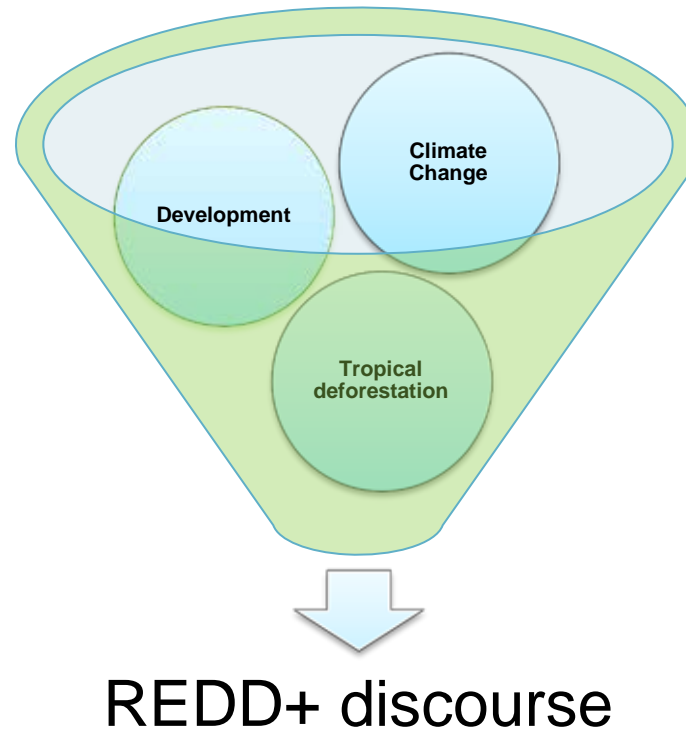 Climate
Change
Development
Tropical
deforestation
REDD+ discourse